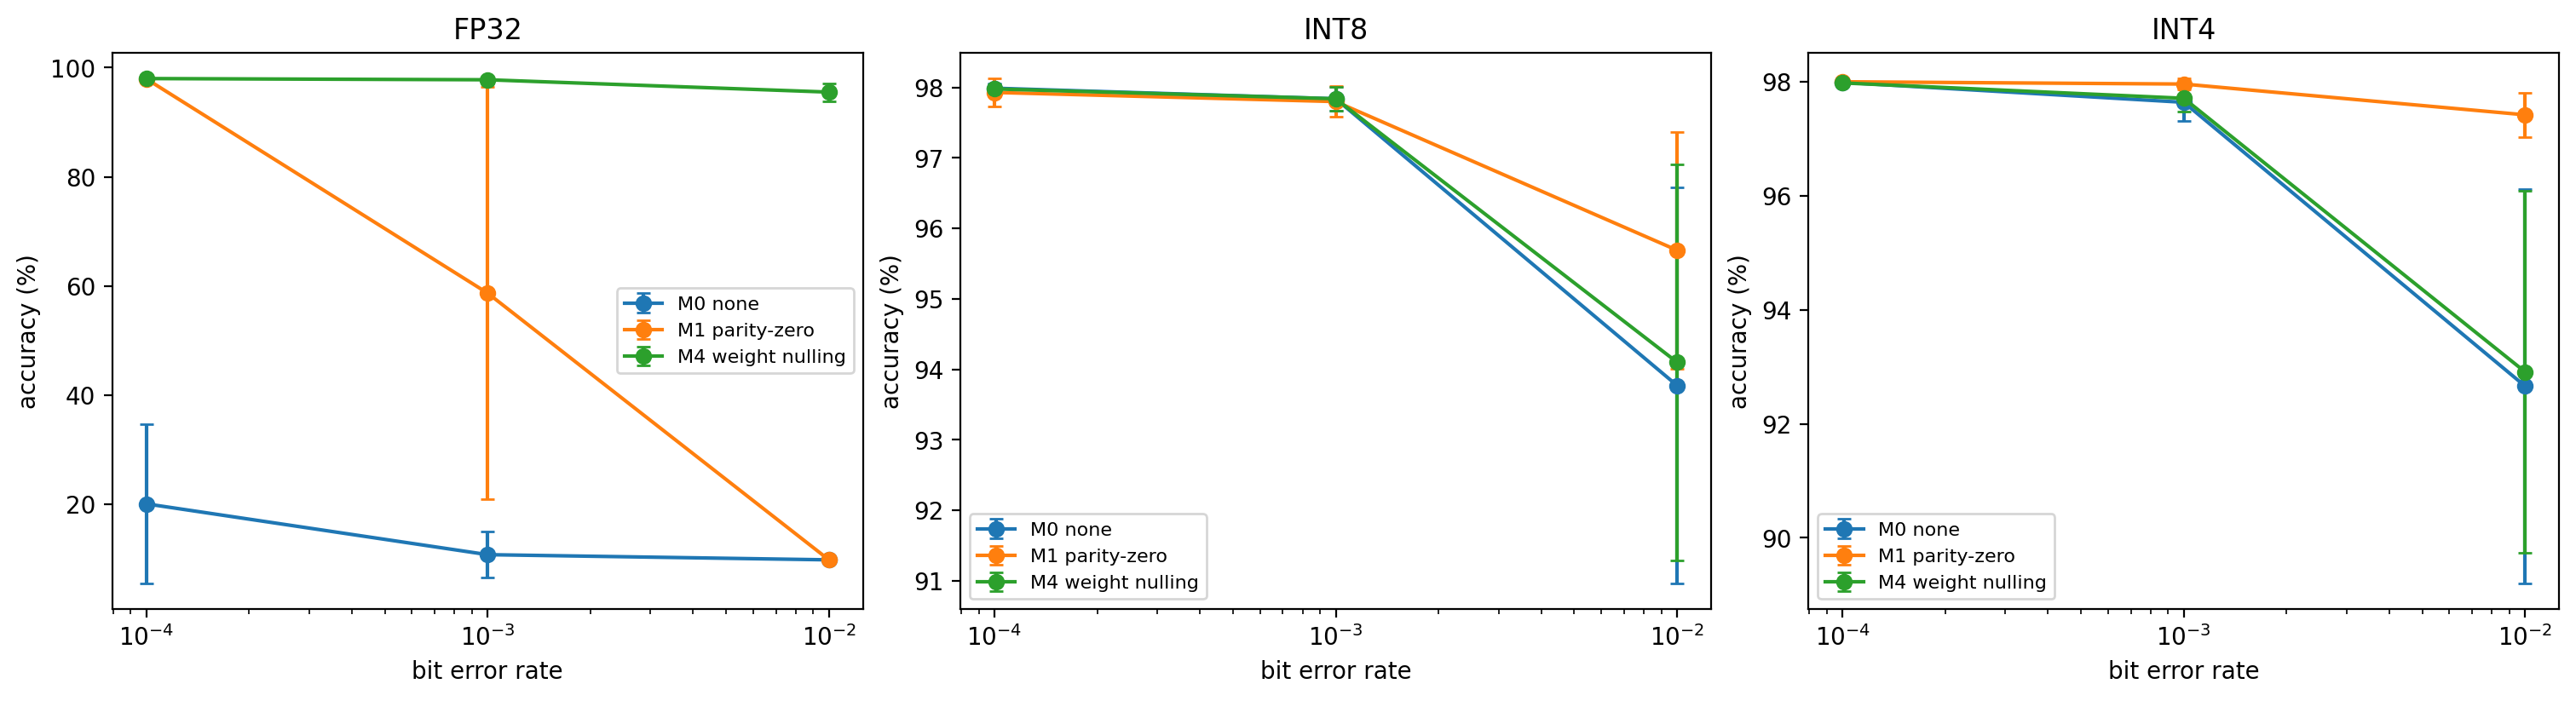 FP32
accuracy (%)
100
80
60
40
20
M0 none
M1 parity-zero
M4 weight nulling
10⁻⁴ 10⁻³ 10⁻²
bit error rate
INT8
accuracy (%)
98
97
96
95
94
93
92
91
M0 none
M1 parity-zero
M4 weight nulling
10⁻⁴ 10⁻³ 10⁻²
bit error rate
INT4
accuracy (%)
98
96
94
92
90
M0 none
M1 parity-zero
M4 weight nulling
10⁻⁴ 10⁻³ 10⁻²
bit error rate